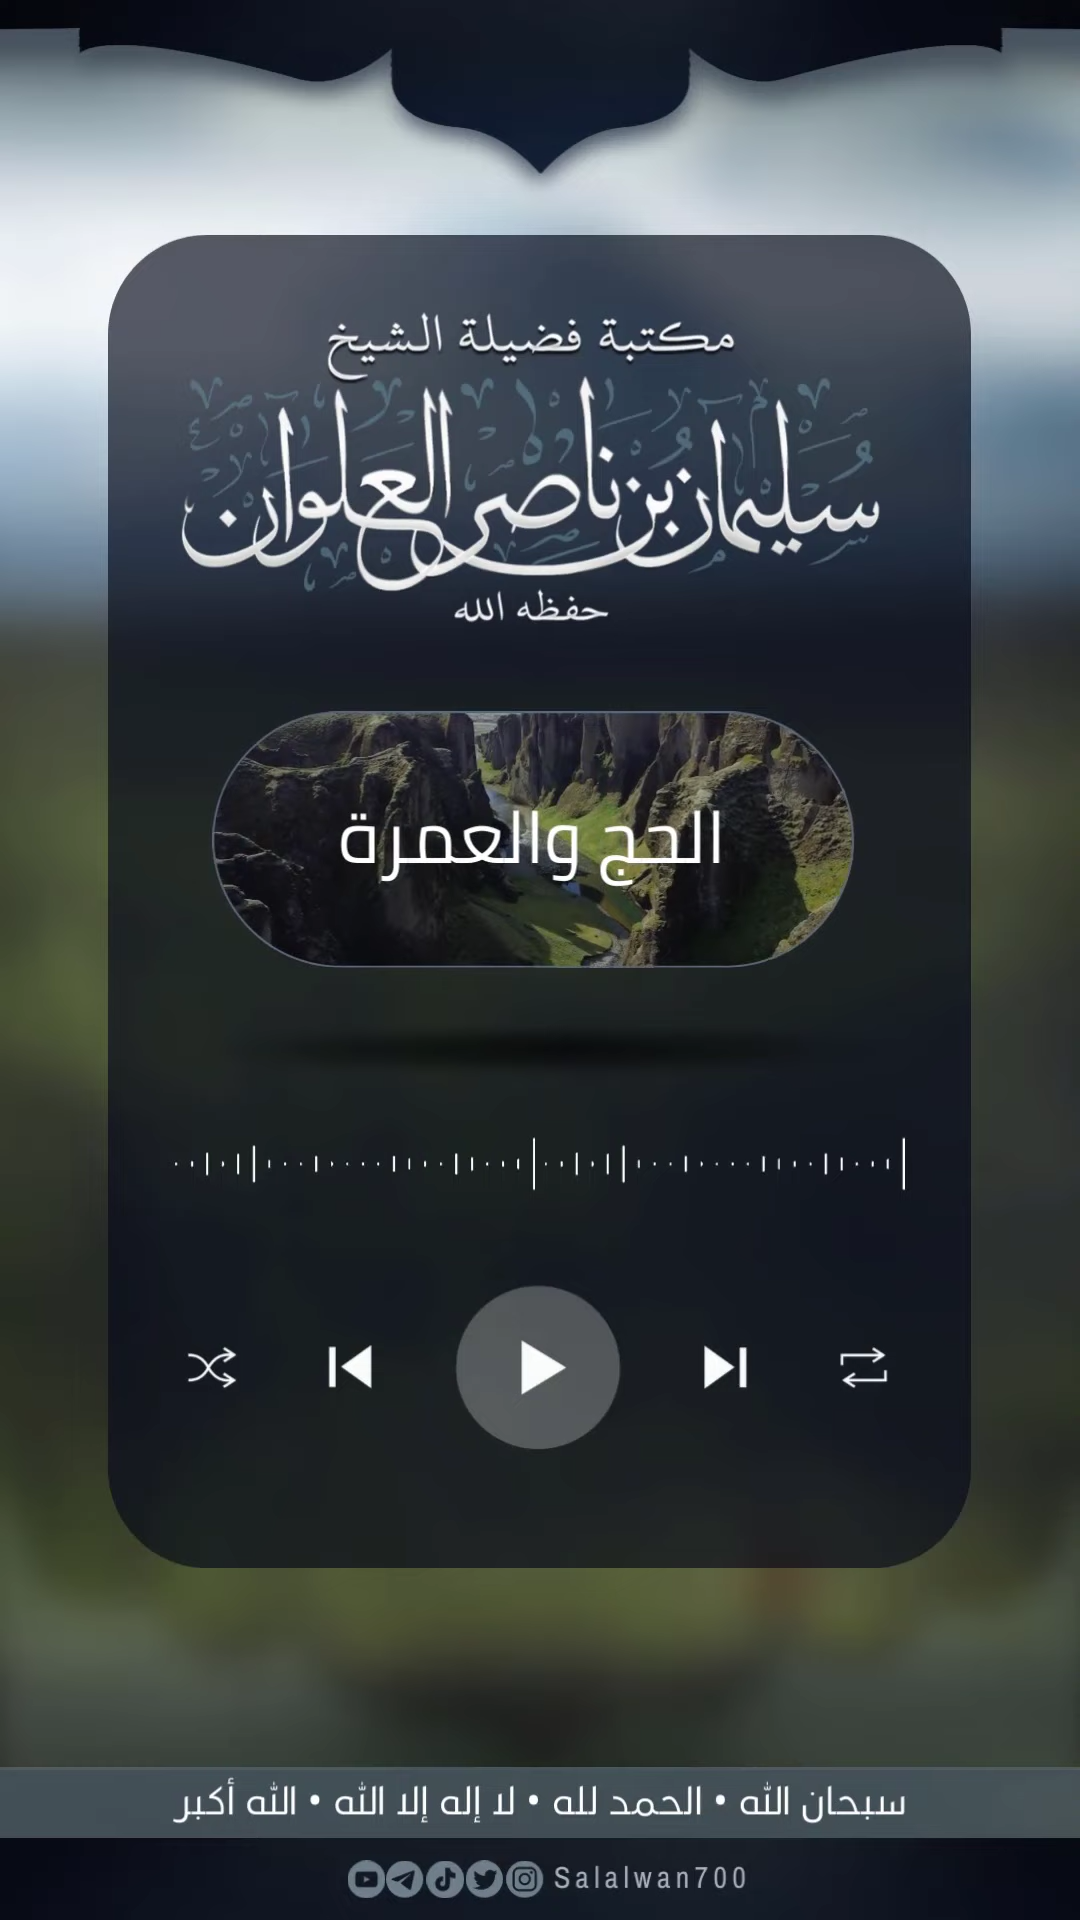 مكتبة فضيلة الشيخ
سليمان بن ناصر العلوان
حفظه الله
الحج والعمرة
سبحان الله • الحمد لله • لا إله إلا الله • الله أكبر
Salalwan700